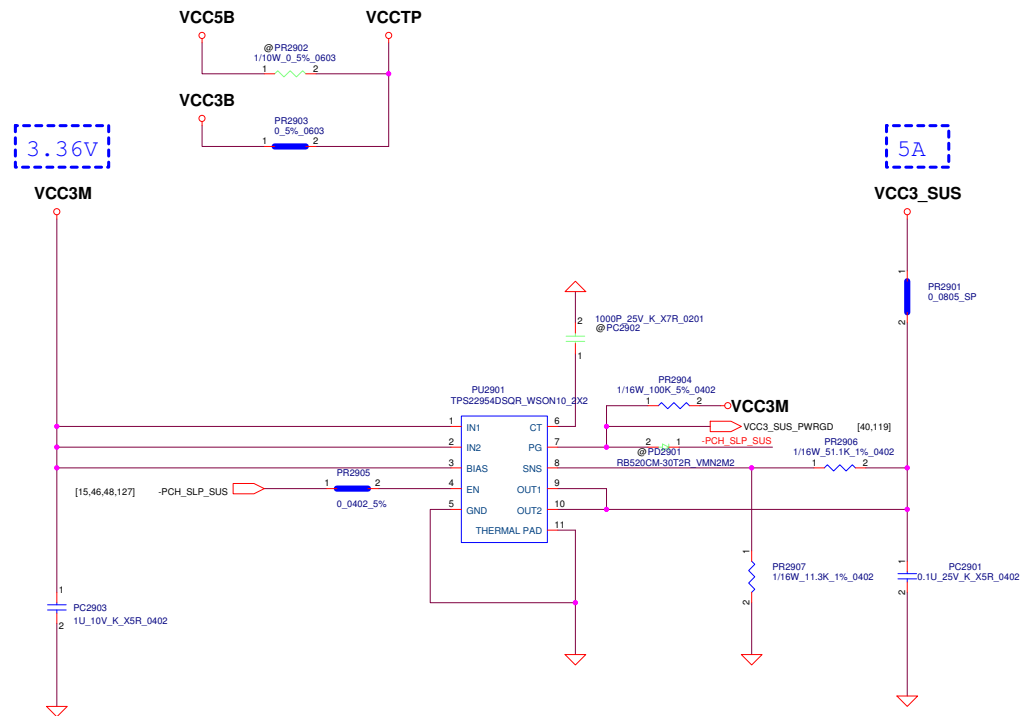 VCC5B VCCTP
@PR2902
1/10W_0_5%_0603
1 2
VCC3B
PR2903
0_5%_0603
1 2
3.36V
5A
VCC3M
VCC3_SUS
1
PR2901
0_0805_SP
2
2
1000P_25V_K_X7R_0201
@PC2902
1
PR2904
1/16W_100K_5%_0402
1 2
VCC3M
PU2901
TPS22954DSQR_WSON10_2X2
1 IN1 CT 6
VCC3_SUS_PWRGD [40,119]
2 IN2 PG 7
2 1
-PCH_SLP_SUS
@PD2901
RB520CM-30T2R_VMN2M2
PR2906
1/16W_51.1K_1%_0402
1 2
3 BIAS SNS 8
PR2905
1 2
0_0402_5%
[15,46,48,127] -PCH_SLP_SUS
4 EN OUT1 9
5 GND OUT2 10
THERMAL PAD 11
1
PR2907
1/16W_11.3K_1%_0402
2
1
PC2901
0.1U_25V_K_X5R_0402
2
1
PC2903
1U_10V_K_X5R_0402
2